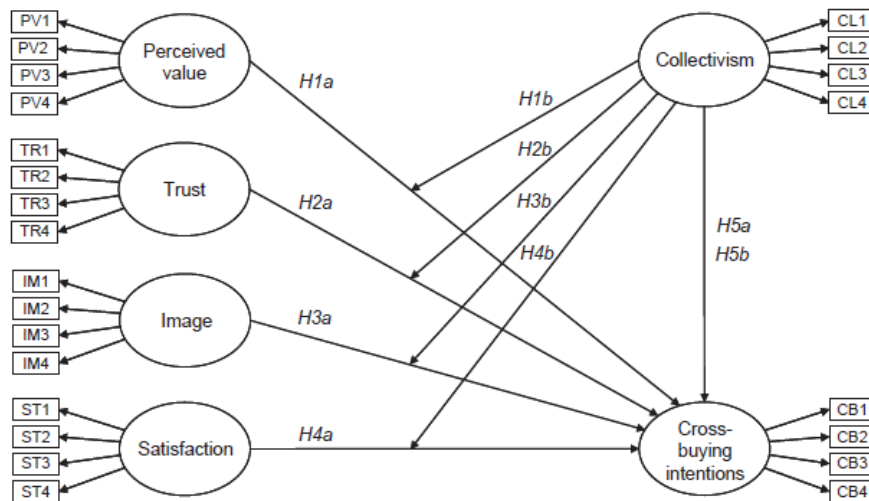 PV1
PV2
PV3
PV4
Perceived
value
H1a
H1b
Collectivism
CL1
CL2
CL3
CL4
TR1
TR2
TR3
TR4
Trust
H2a
H2b
H3b
H4b
H5a
H5b
IM1
IM2
IM3
IM4
Image
H3a
ST1
ST2
ST3
ST4
Satisfaction
H4a
Cross-
buying
intentions
CB1
CB2
CB3
CB4